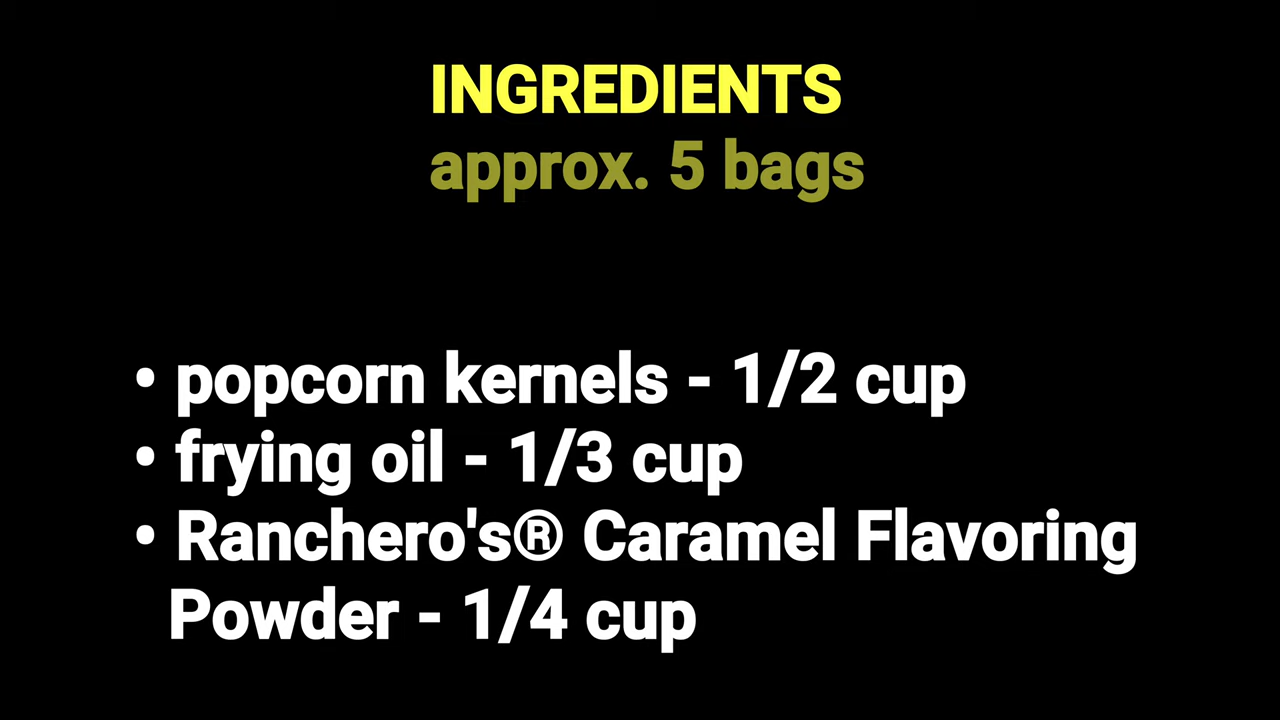 INGREDIENTS
approx. 5 bags
• popcorn kernels - 1/2 cup
• frying oil - 1/3 cup
• Ranchero's® Caramel Flavoring
Powder - 1/4 cup